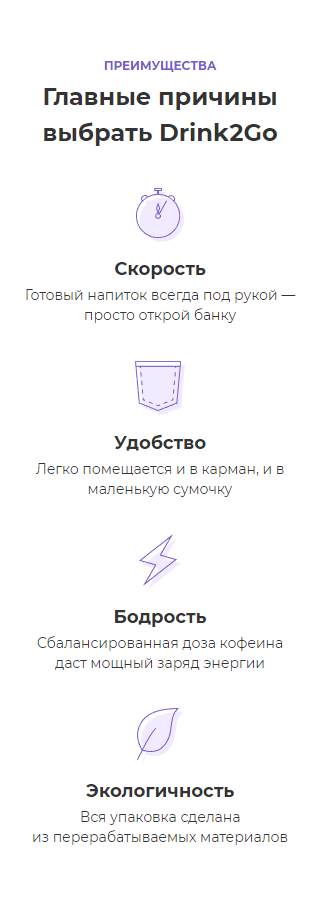 ПРЕИМУЩЕСТВА
Главные причины
выбрать Drink2Go
Скорость
Готовый напиток всегда под рукой —
просто открой банку
Удобство
Легко помещается и в карман, и в
маленькую сумочку
Бодрость
Сбалансированная доза кофеина
даст мощный заряд энергии
Экологичность
Вся упаковка сделана
из перерабатываемых материалов